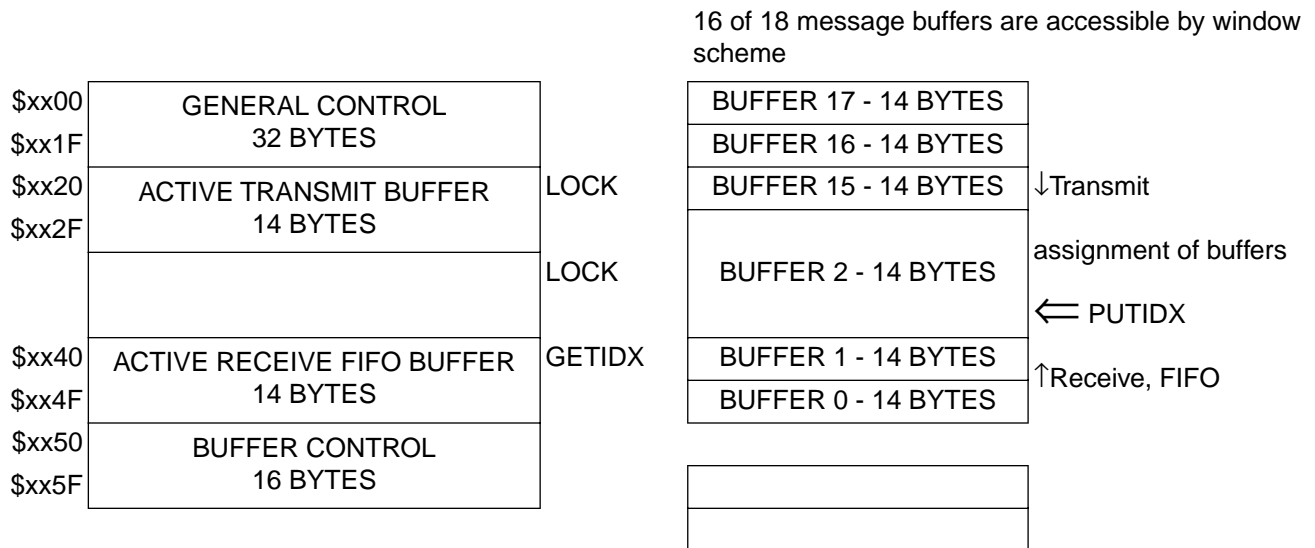 16 of 18 message buffers are accessible by window
scheme
$xx00
GENERAL CONTROL
32 BYTES
$xx1F
$xx20
ACTIVE TRANSMIT BUFFER
14 BYTES
LOCK
$xx2F
LOCK
$xx40
ACTIVE RECEIVE FIFO BUFFER
14 BYTES
GETIDX
$xx4F
$xx50
BUFFER CONTROL
16 BYTES
$xx5F
BUFFER 17 - 14 BYTES
BUFFER 16 - 14 BYTES
BUFFER 15 - 14 BYTES
↓Transmit
BUFFER 2 - 14 BYTES
assignment of buffers
⇐ PUTIDX
BUFFER 1 - 14 BYTES
↑Receive, FIFO
BUFFER 0 - 14 BYTES